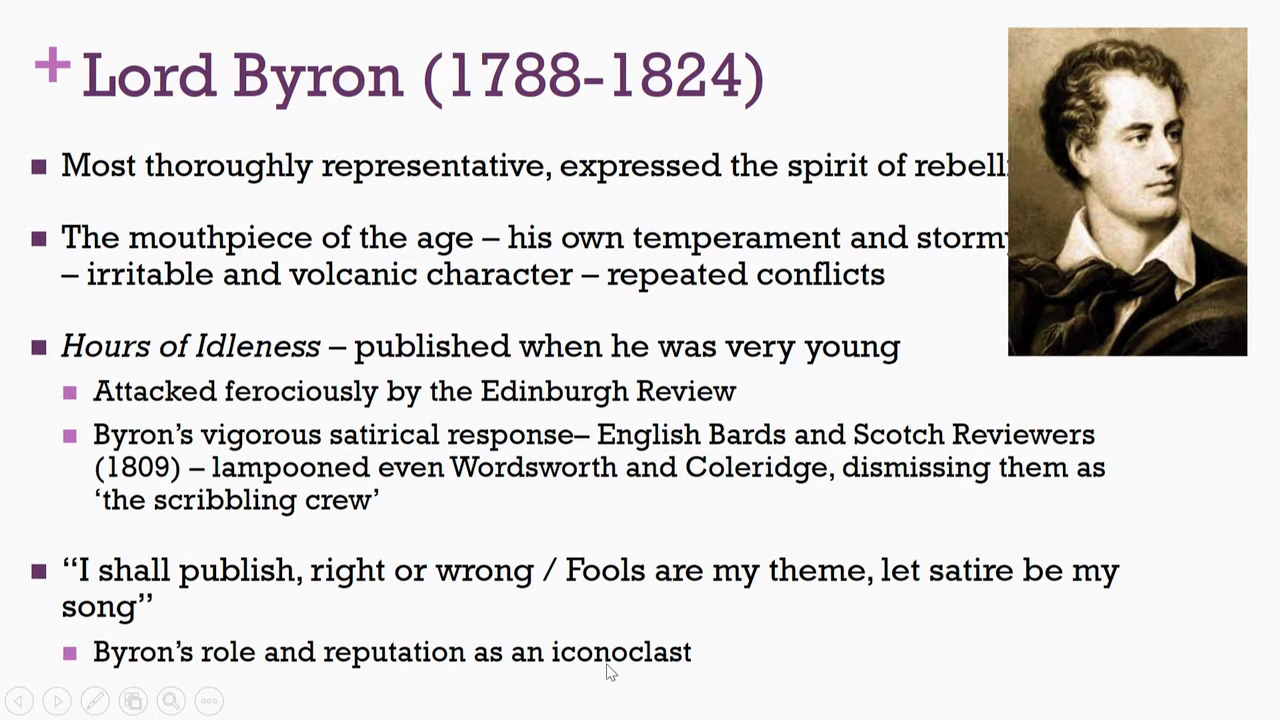 + Lord Byron (1788-1824)
Most thoroughly representative, expressed the spirit of
The mouthpiece of the age – his own temperament and
– irritable and volcanic character – repeated conflicts
Hours of Idleness – published when he was very young
Attacked ferociously by the Edinburgh Review
Byron’s vigorous satirical response– English Bards and Scotch Reviewers
(1809) – lampooned even Wordsworth and Coleridge, dismissing them as
‘the scribbling crew’
“I shall publish, right or wrong / Fools are my theme, let satire be my
song”
Byron’s role and reputation as an iconoclast